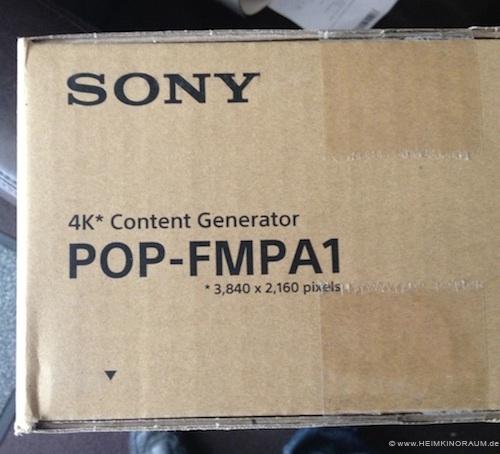 SONY
4K* Content Generator
POP-FMPA1
* 3,840 x 2,160 pixels
© www.HEIMKINORAUM.de